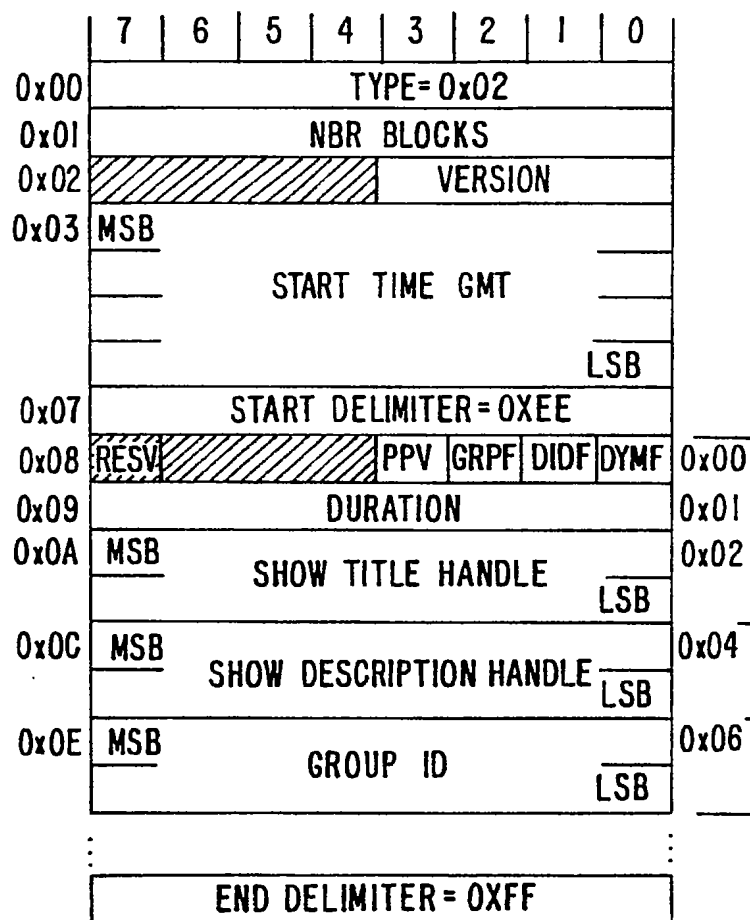 7 6 5 4 3 2 1 0
0x00 TYPE=0x02
0x01 NBR BLOCKS
0x02 VERSION
0x03 MSB
START TIME GMT
LSB
0x07 START DELIMITER=0XEE
0x08 RESV PPV GRPF DIDF DYMF 0x00
0x09 DURATION 0x01
0x0A MSB 0x02
SHOW TITLE HANDLE
LSB
0x0C MSB 0x04
SHOW DESCRIPTION HANDLE
LSB
0x0E MSB 0x06
GROUP ID
LSB
END DELIMITER=0XFF